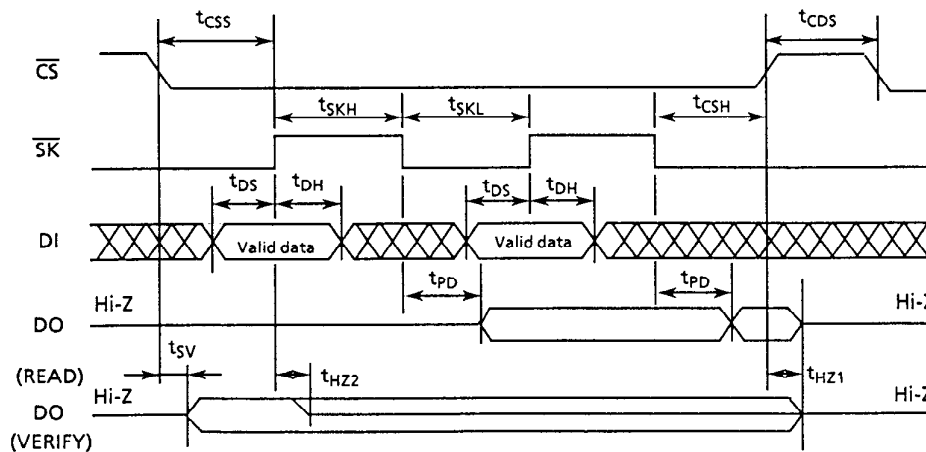 tCSS
tCDS
CS
tSKH
tSKL
tCSH
SK
tDS
tDH
tDS
tDH
DI
Valid data
Valid data
tPD
tPD
Hi-Z
Hi-Z
DO
(READ)
tSV
tHZ2
tHZ1
Hi-Z
Hi-Z
DO
(VERIFY)